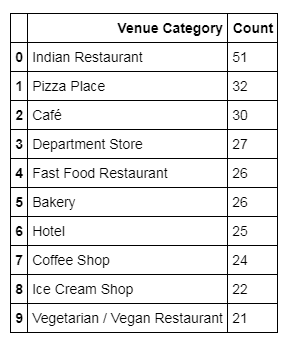 Venue Category Count
0 Indian Restaurant 51
1 Pizza Place 32
2 Café 30
3 Department Store 27
4 Fast Food Restaurant 26
5 Bakery 26
6 Hotel 25
7 Coffee Shop 24
8 Ice Cream Shop 22
9 Vegetarian / Vegan Restaurant 21